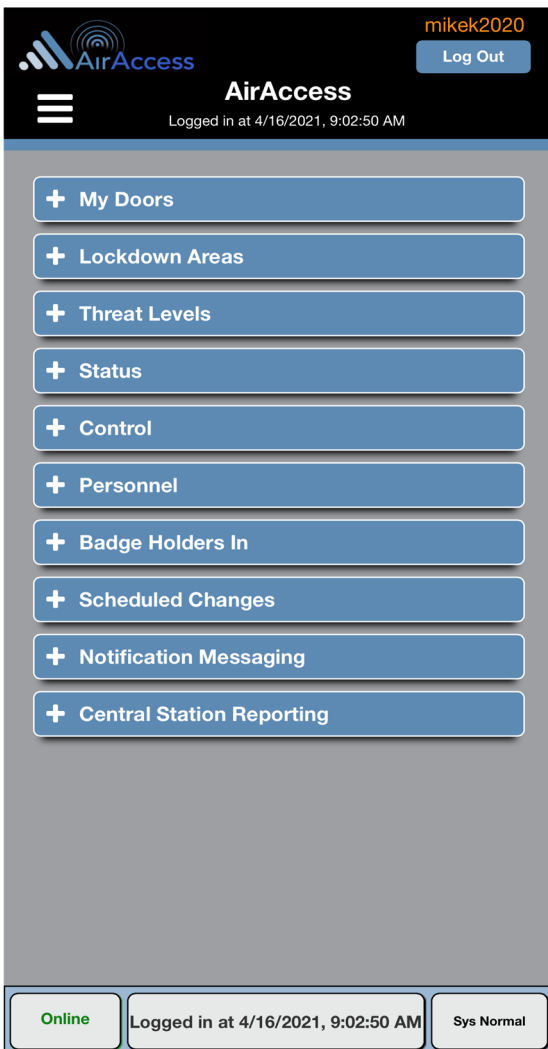 mikek2020
AirAccess
Log Out
AirAccess
Logged in at 4/16/2021, 9:02:50 AM
My Doors
Lockdown Areas
Threat Levels
Status
Control
Personnel
Badge Holders In
Scheduled Changes
Notification Messaging
Central Station Reporting
Online
Logged in at 4/16/2021, 9:02:50 AM
Sys Normal